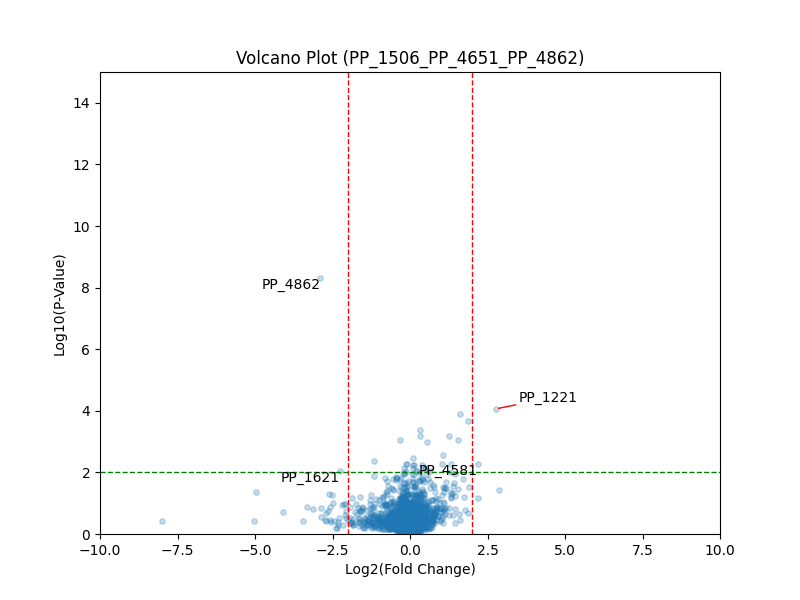 Volcano Plot (PP_1506_PP_4651_PP_4862)
Log10(P-Value)
14
12
10
8
6
4
2
0
PP_4862
PP_1221
PP_4581
PP_1621
−10.0 −7.5 −5.0 −2.5 0.0 2.5 5.0 7.5 10.0
Log2(Fold Change)